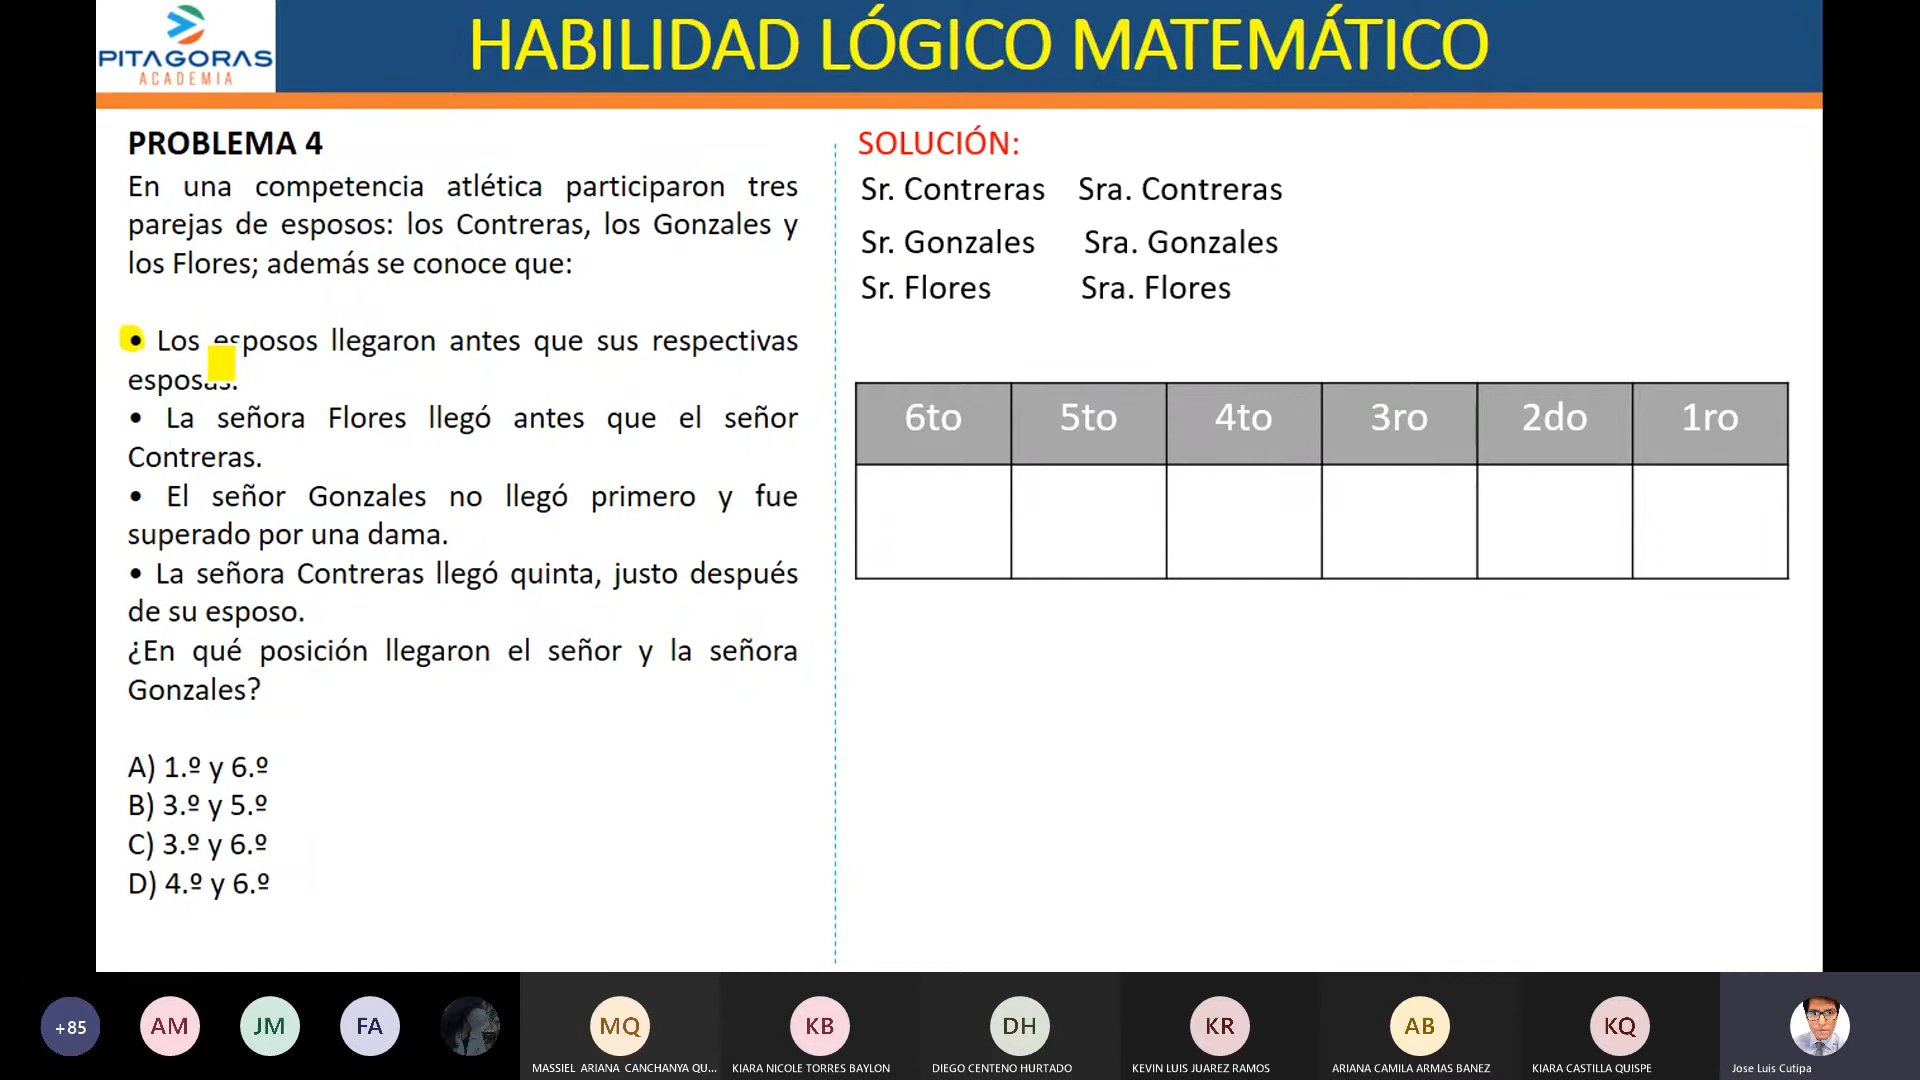 PITAGORAS
ACADEMIA
HABILIDAD LÓGICO MATEMÁTICO
PROBLEMA 4
En una competencia atlética participaron tres
parejas de esposos: los Contreras, los Gonzales y
los Flores; además se conoce que:
• Los esposos llegaron antes que sus respectivas
esposas.
• La señora Flores llegó antes que el señor
Contreras.
• El señor Gonzales no llegó primero y fue
superado por una dama.
• La señora Contreras llegó quinta, justo después
de su esposo.
¿En qué posición llegaron el señor y la señora
Gonzales?
A) 1.º y 6.º
B) 3.º y 5.º
C) 3.º y 6.º
D) 4.º y 6.º
SOLUCIÓN:
Sr. Contreras Sra. Contreras
Sr. Gonzales Sra. Gonzales
Sr. Flores Sra. Flores
6to 5to 4to 3ro 2do 1ro
+85 AM JM FA MQ KB DH KR AB KQ
MASSIEL ARIANA CANCHANYA QU... KIARA NICOLE TORRES BAYLON DIEGO CENTENO HURTADO KEVIN LUIS JUAREZ RAMOS ARIANA CAMILA ARMAS BANEZ KIARA CASTILLA QUISPE Jose Luis Cutipa